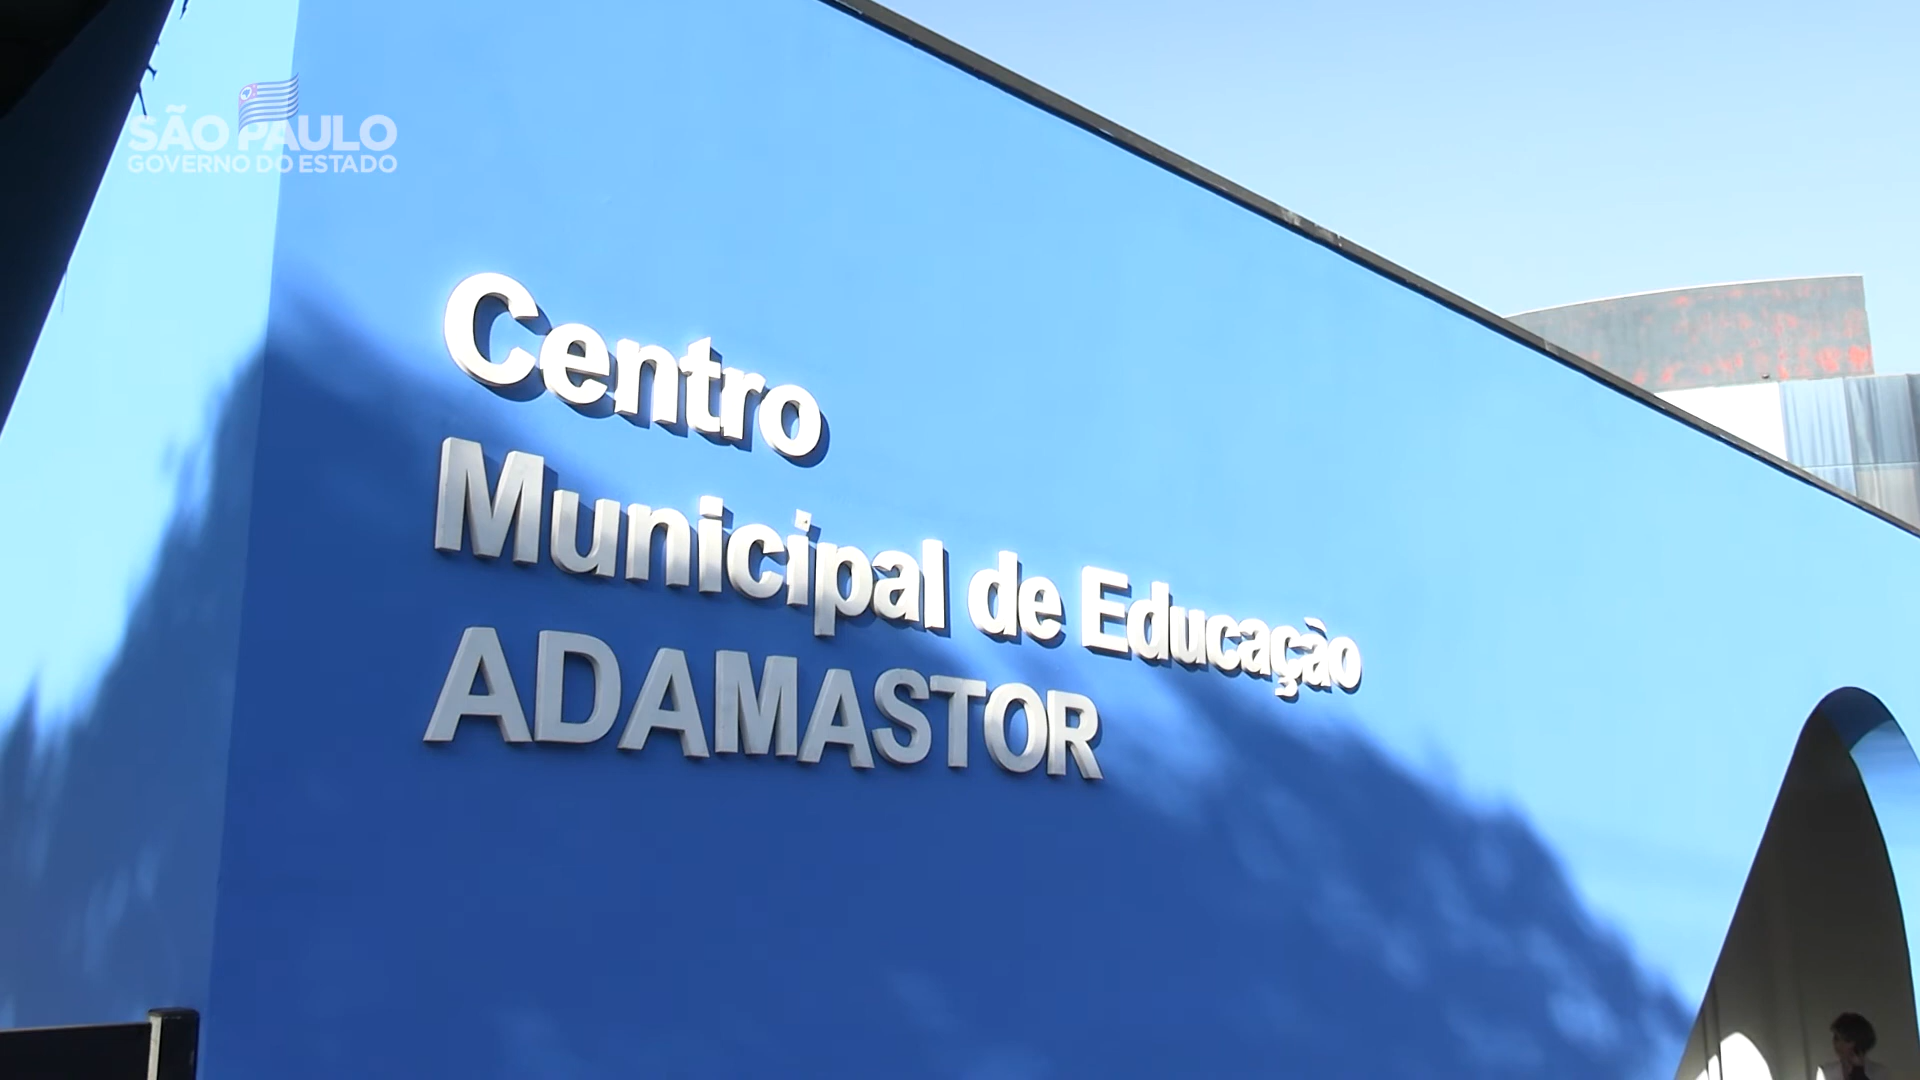 SÃO PAULO
GOVERNO DO ESTADO
Centro
Municipal de Educação
ADAMASTOR